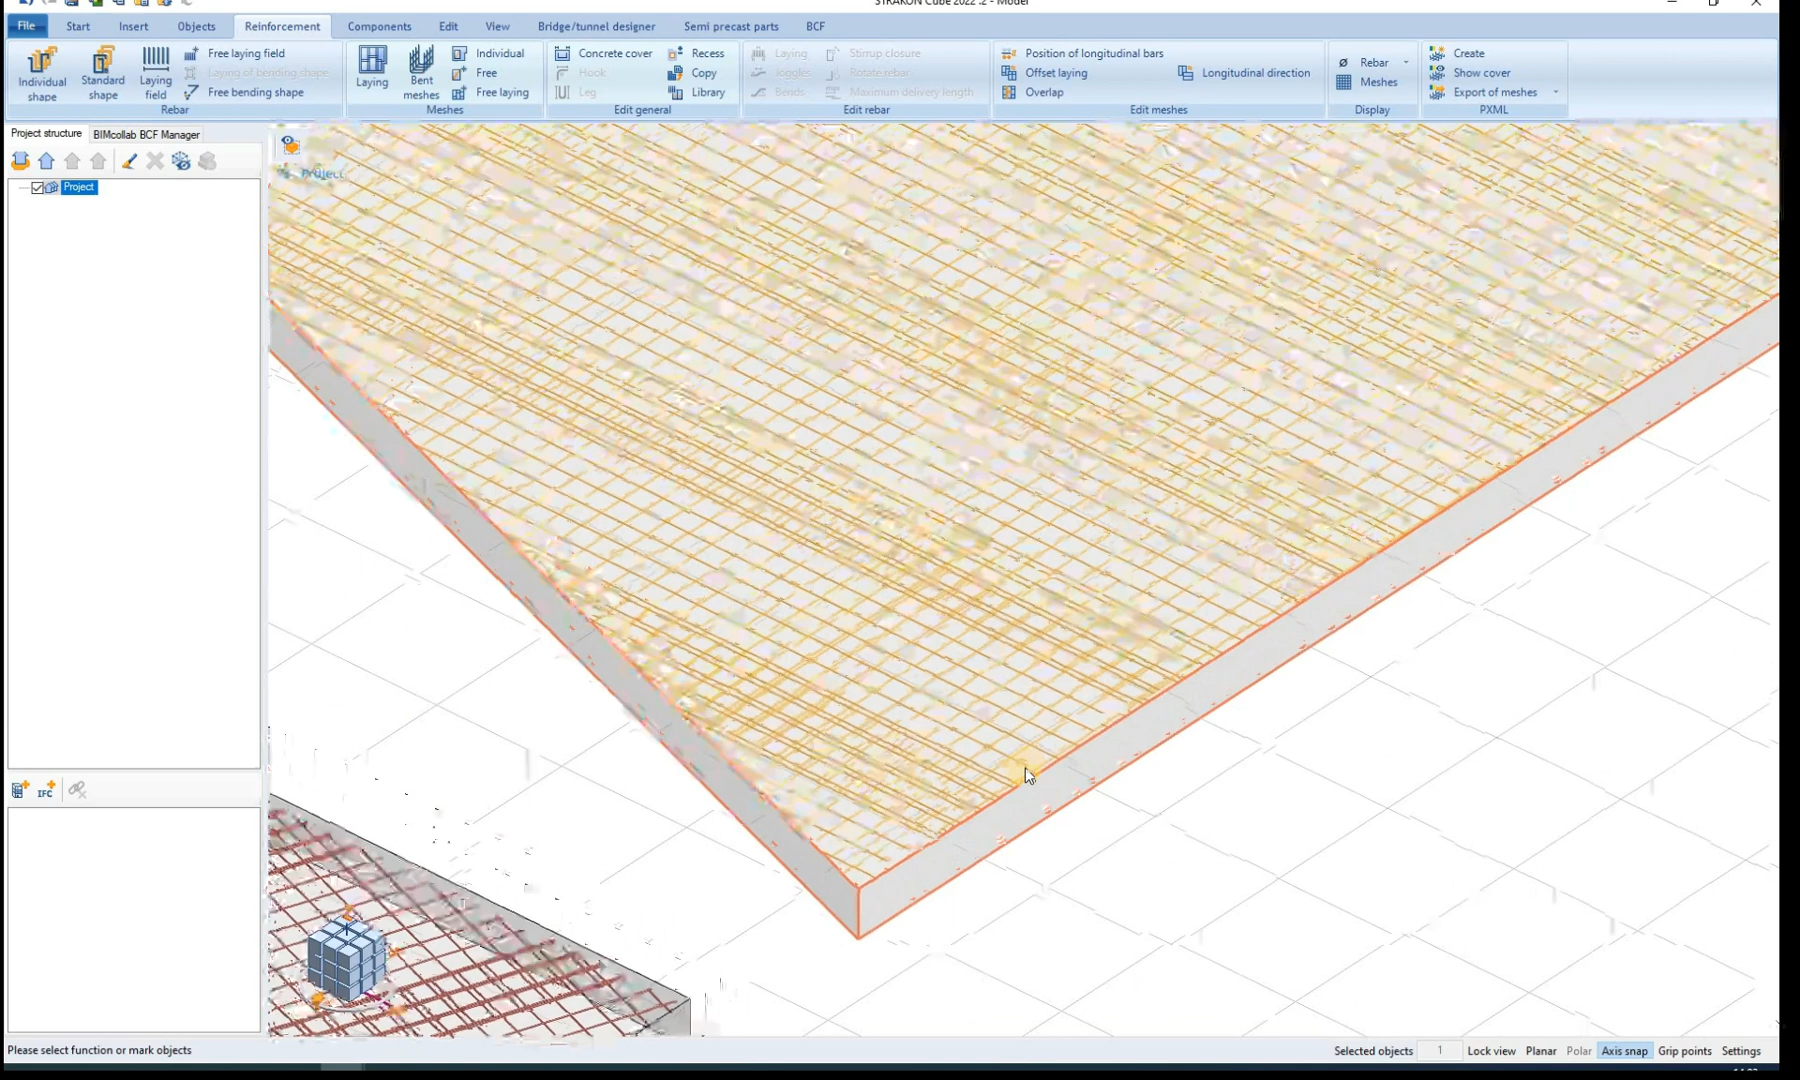 STRAKON Cube 2022 .2 - Model
File Start Insert Objects Reinforcement Components Edit View Bridge/tunnel designer Semi precast parts BCF
Individual shape
Standard shape
Laying field
Free laying field
Laying of bending shape
Free bending shape
Rebar
Laying
Bent meshes
Individual
Free
Free laying
Meshes
Concrete cover
Hook
Leg
Recess
Copy
Library
Edit general
Laying
Joggles
Bends
Stirrup closure
Rotate rebar
Maximum delivery length
Edit rebar
Position of longitudinal bars
Offset laying
Overlap
Longitudinal direction
Edit meshes
Rebar
Meshes
Display
Create
Show cover
Export of meshes
PXML
Project structure BIMcollab BCF Manager
Project
Project
IFC
Please select function or mark objects
Selected objects 1 Lock view Planar Polar Axis snap Grip points Settings